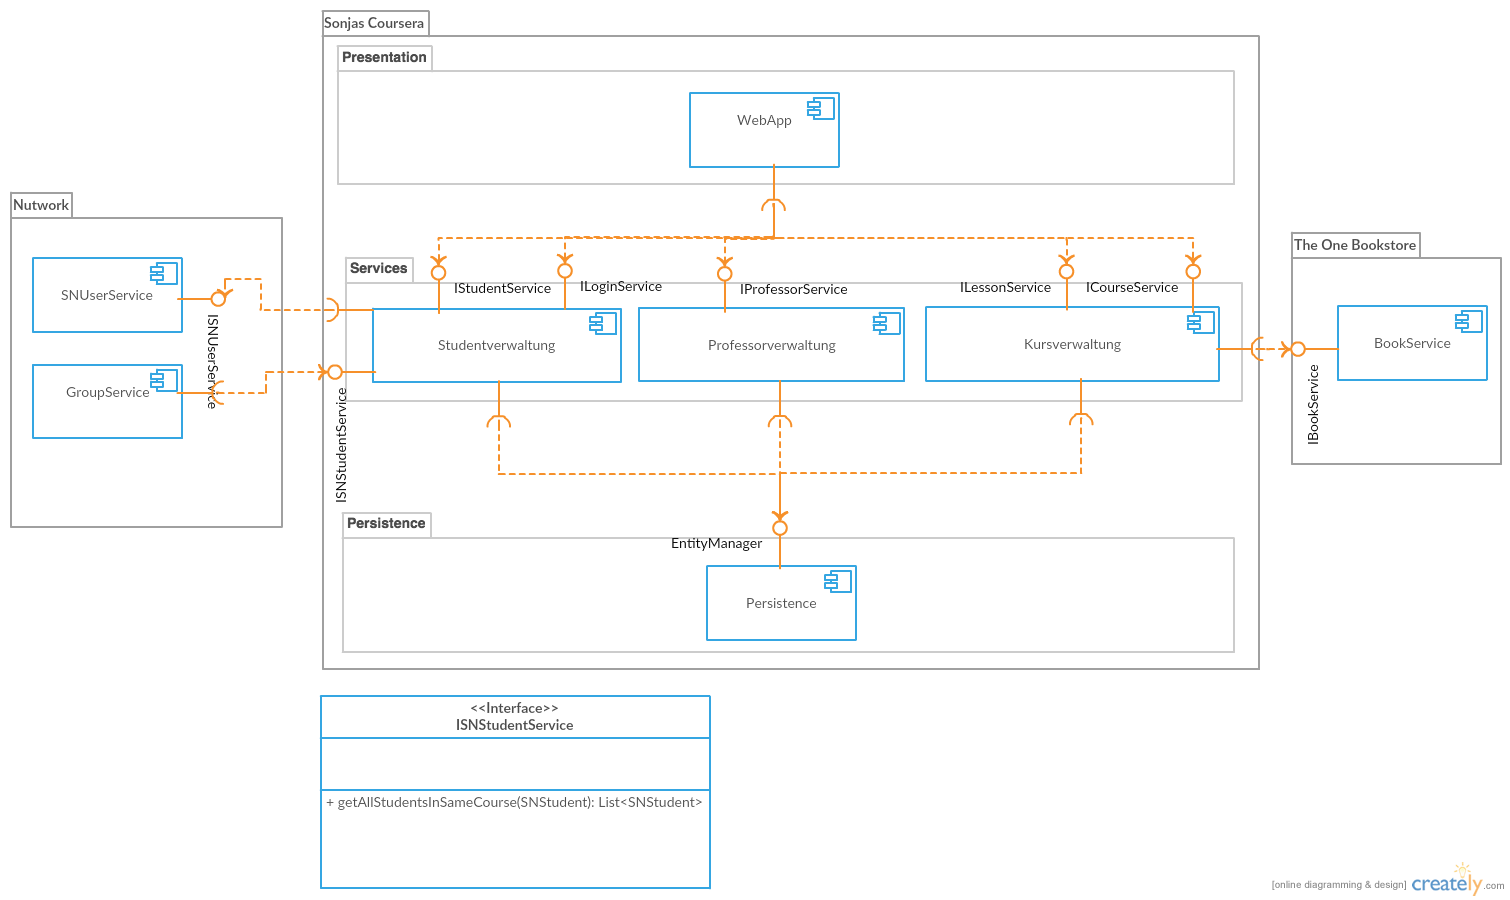 Sonjas Coursera
Presentation
WebApp
Nutwork
SNUserService
ISNUserService
GroupService
Services
IStudentService
ILoginService
IProfessorService
ILessonService
ICourseService
Studentverwaltung
Professorverwaltung
Kursverwaltung
ISNStudentService
The One Bookstore
BookService
IBookService
Persistence
EntityManager
Persistence
<<Interface>>
ISNStudentService
+ getAllStudentsInSameCourse(SNStudent): List<SNStudent>
[online diagramming & design] creately.com